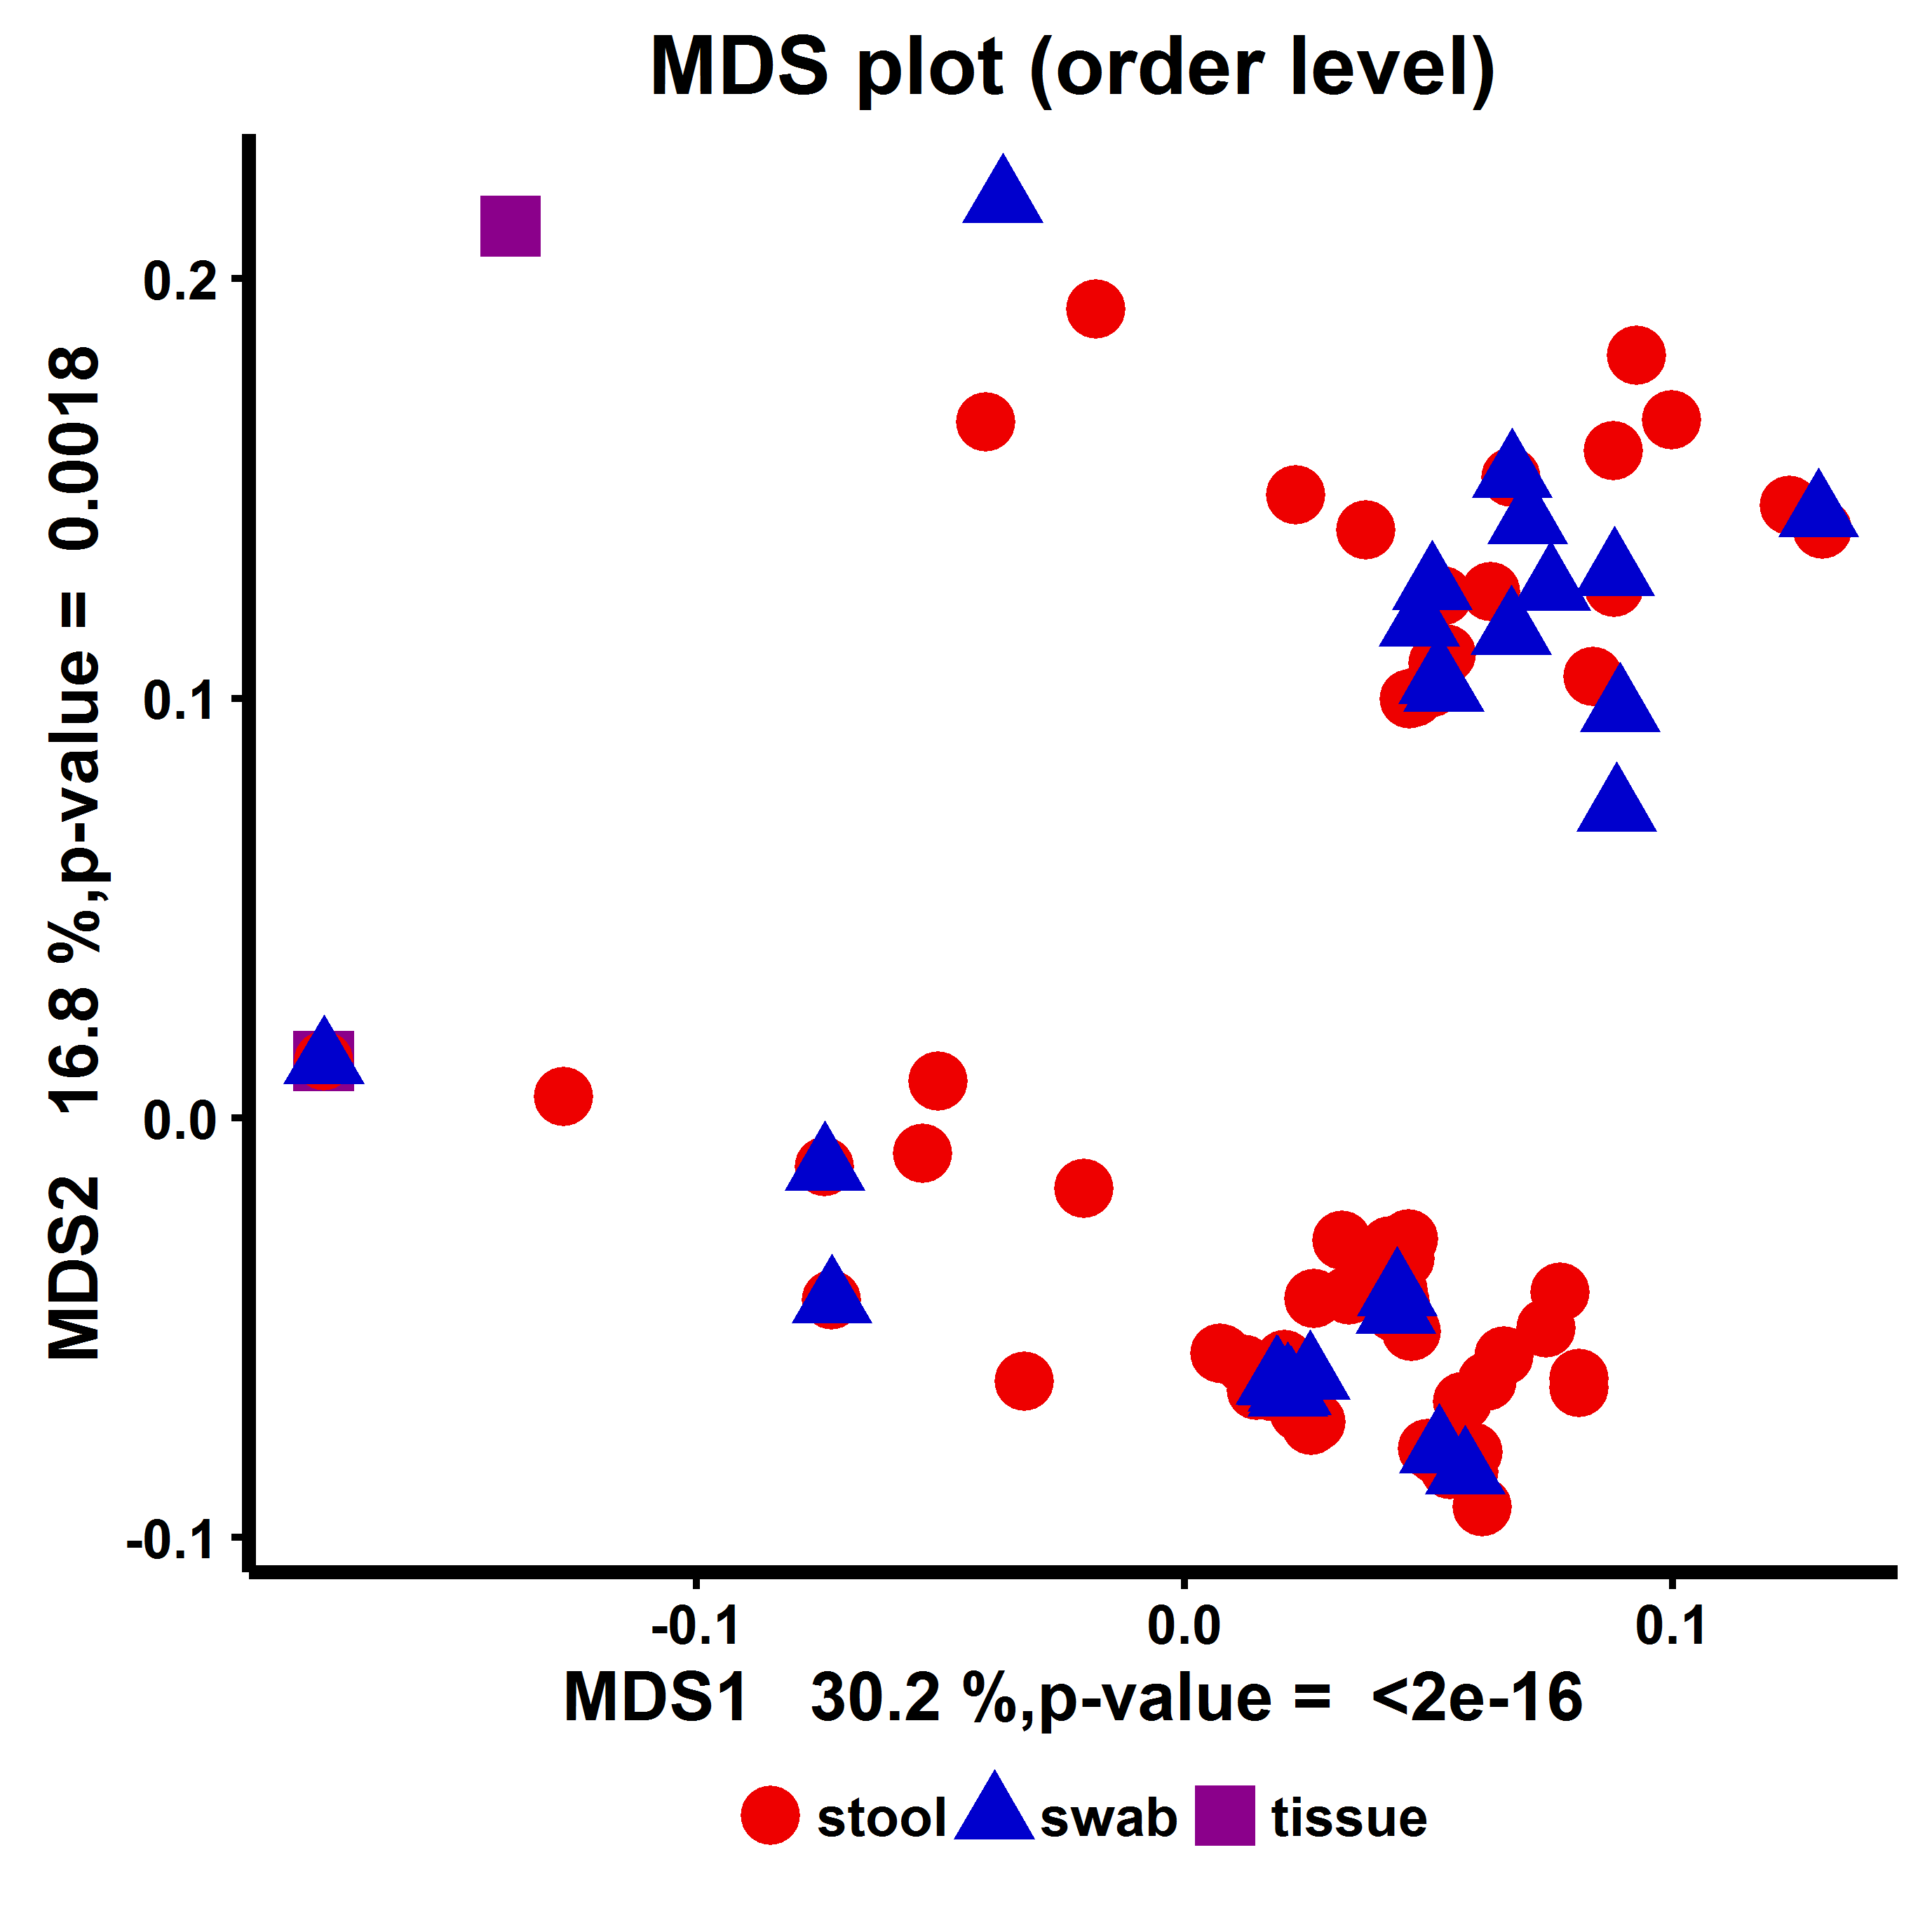 MDS plot (order level)
MDS2 16.8 %,p-value = 0.0018
0.2
0.1
0.0
-0.1
-0.1 0.0 0.1
MDS1 30.2 %,p-value = <2e-16
stool swab tissue